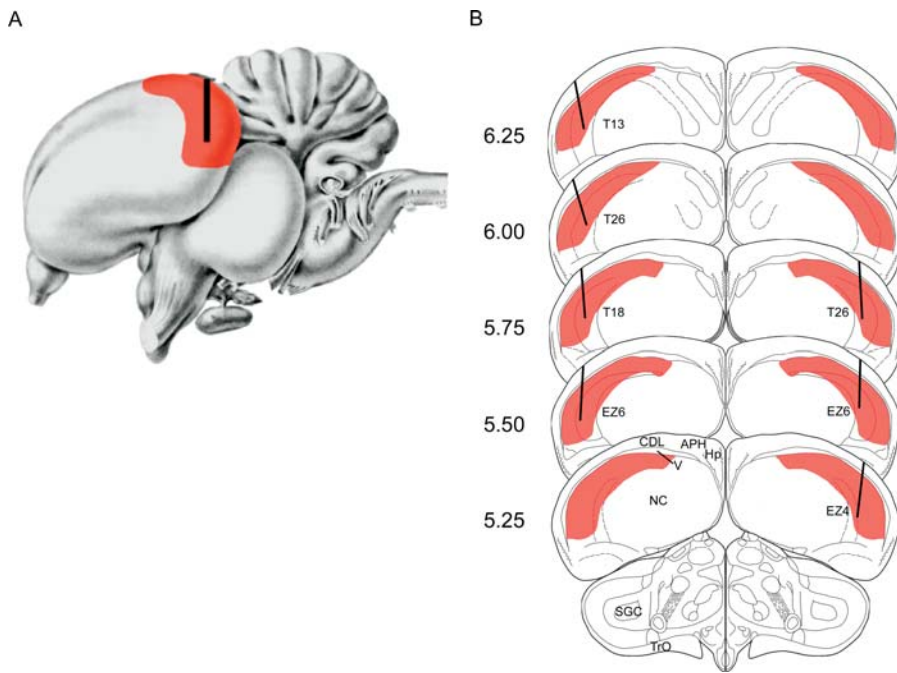 A
B
6.25
T13
6.00
T26
5.75
T18
T26
5.50
EZ6
EZ6
CDL
APH
Hp
V
NC
5.25
EZ4
SGC
TrO